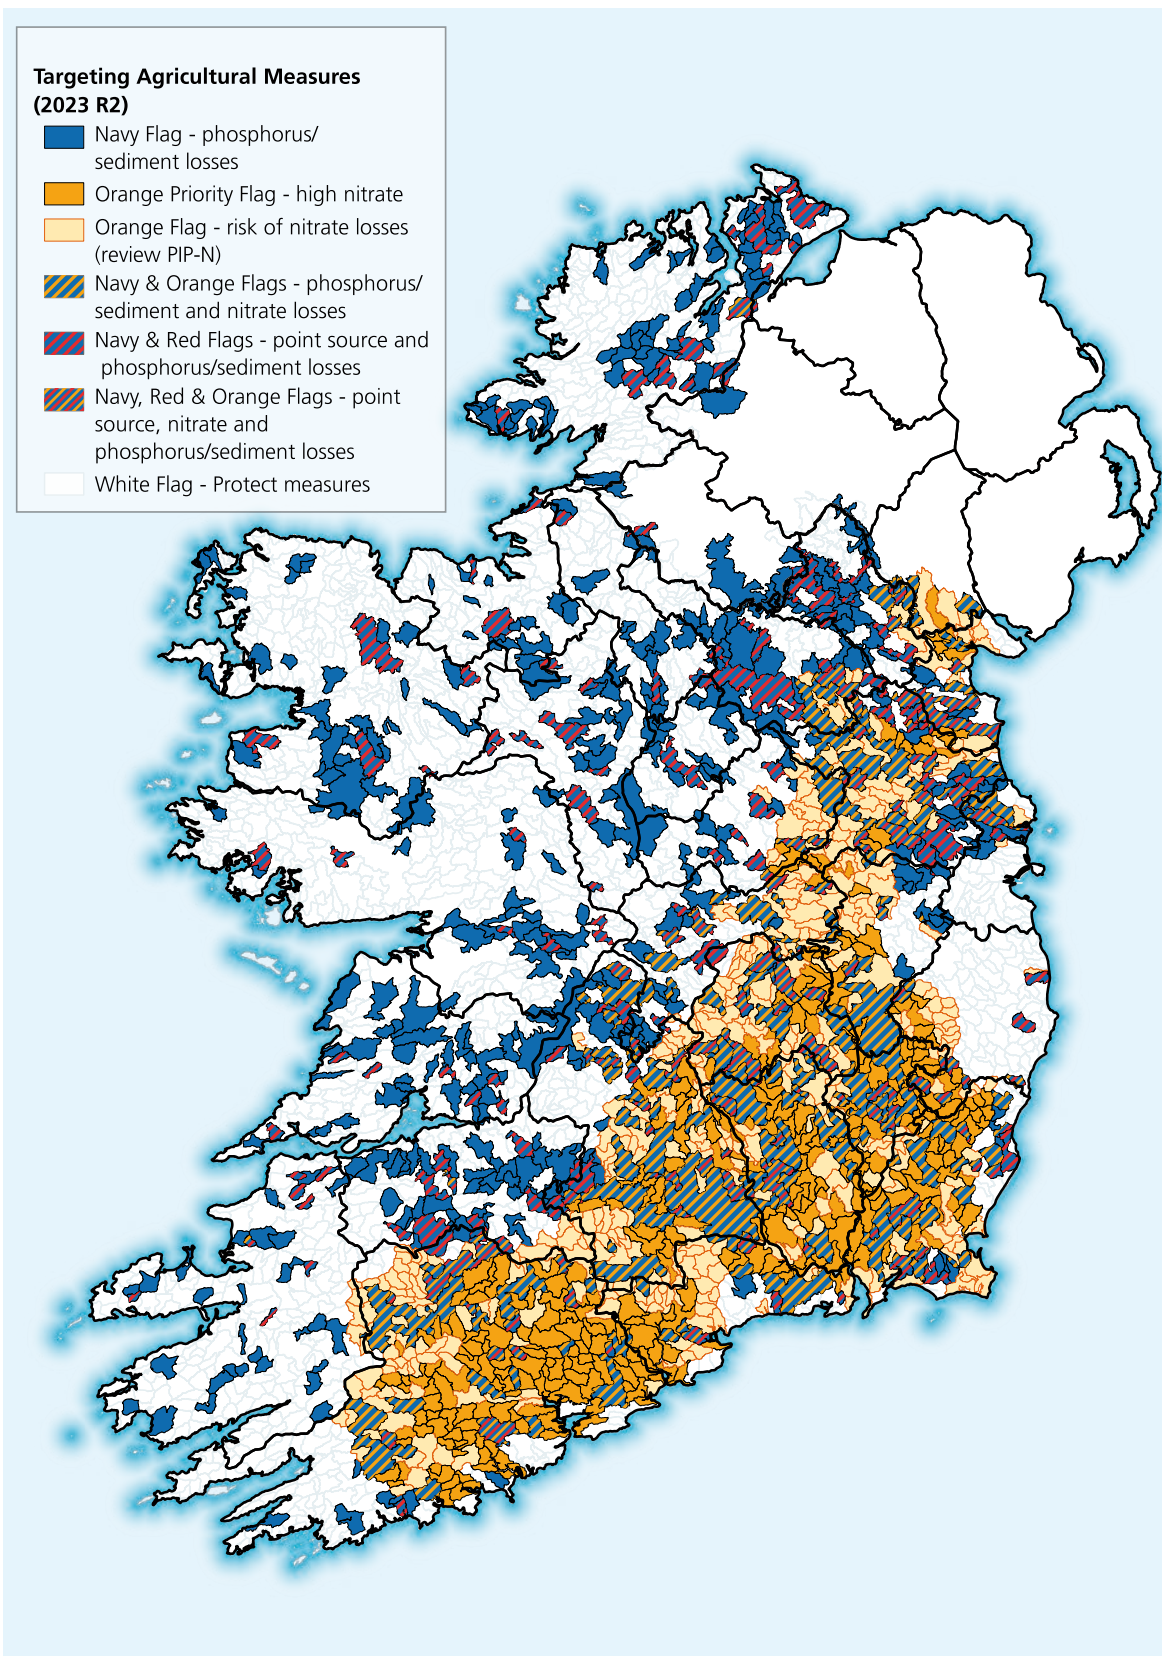 Targeting Agricultural Measures
(2023 R2)
Navy Flag - phosphorus/
sediment losses
Orange Priority Flag - high nitrate
Orange Flag - risk of nitrate losses
(review PIP-N)
Navy & Orange Flags - phosphorus/
sediment and nitrate losses
Navy & Red Flags - point source and
phosphorus/sediment losses
Navy, Red & Orange Flags - point
source, nitrate and
phosphorus/sediment losses
White Flag - Protect measures